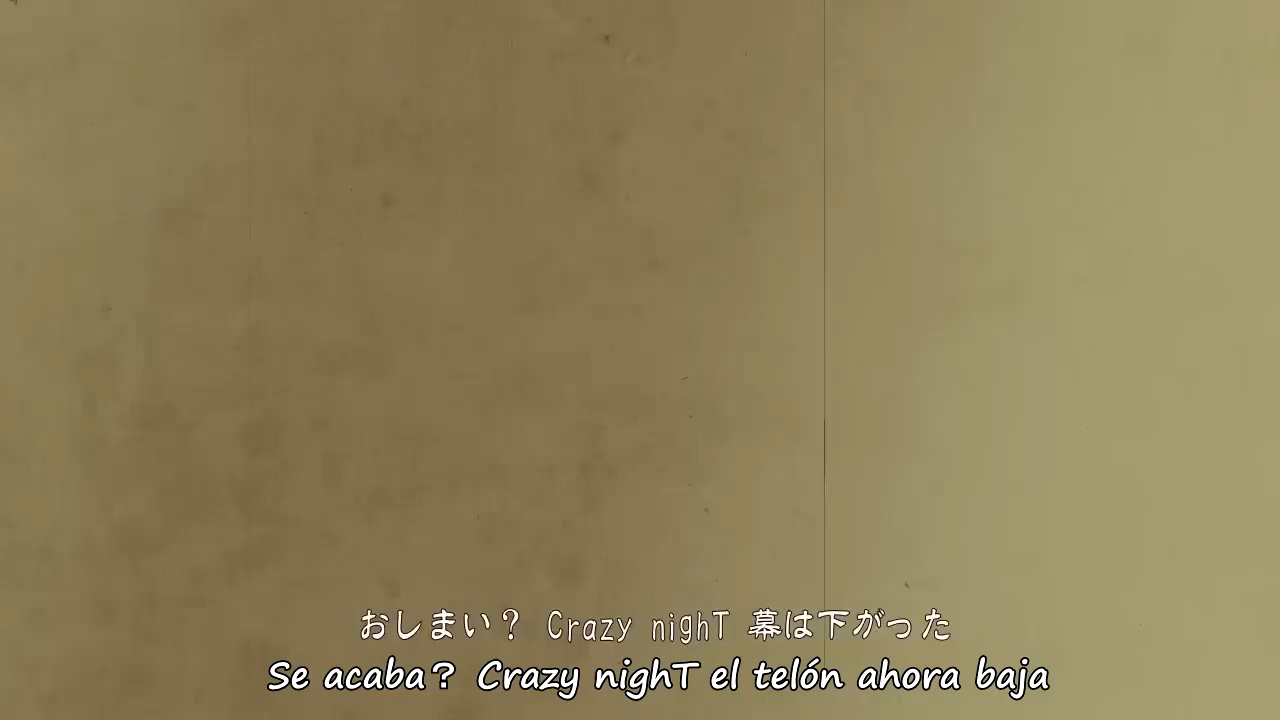 おしまい? Crazy nighT 幕は下がった
Se acaba? Crazy nighT el telón ahora baja